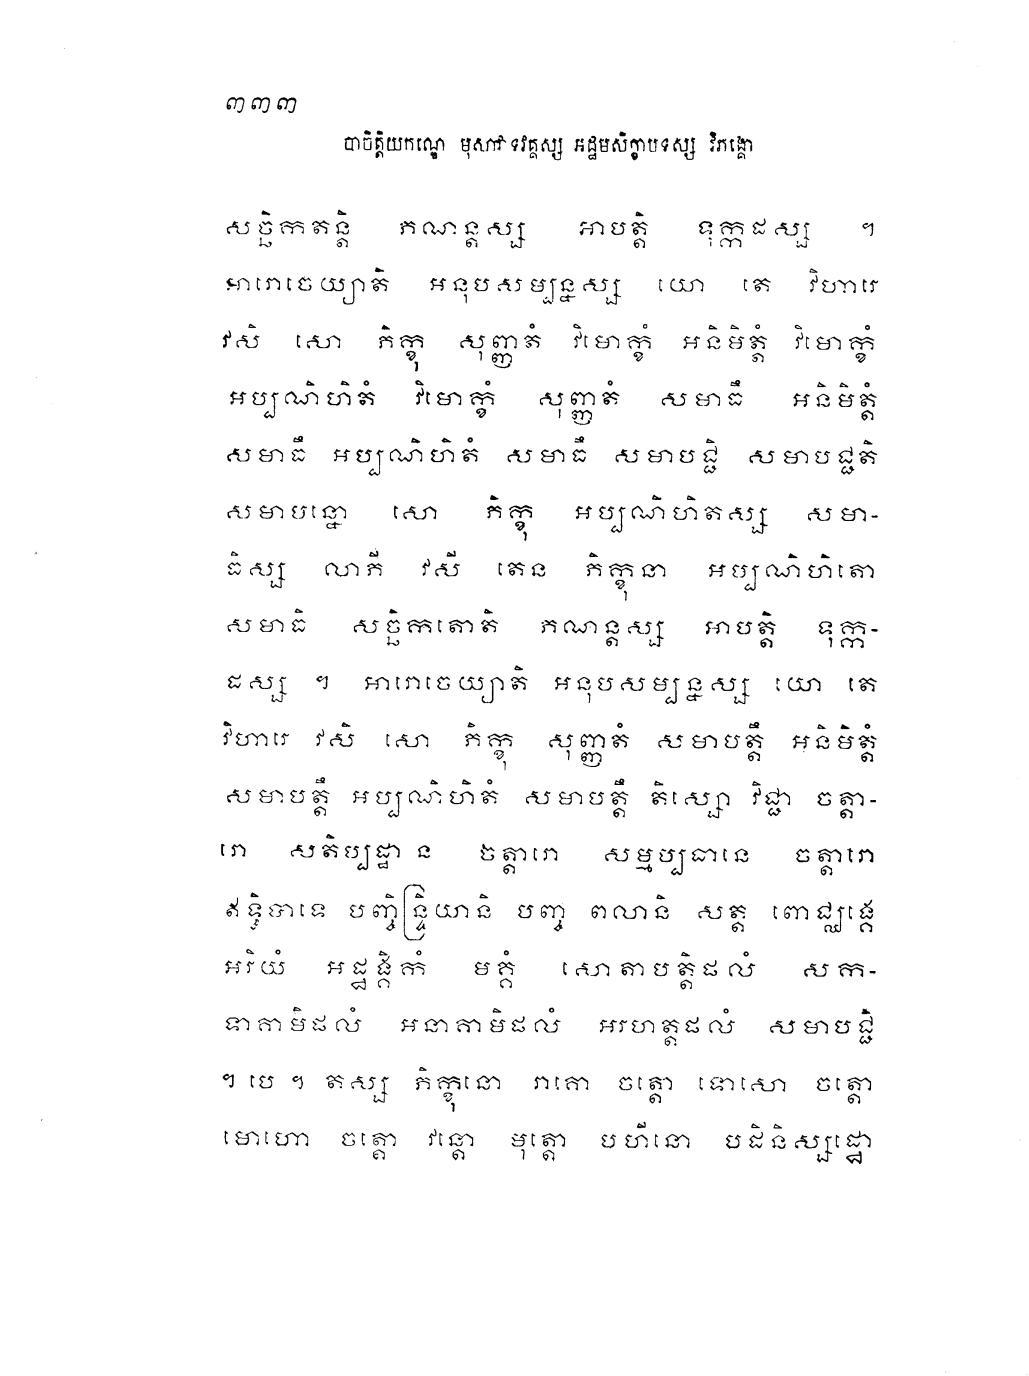 ៣៣៣
បាចិត្តិយកណ្ឌេ មុសាវាទវគ្គស្ស អដ្ឋមសិក្ខាបទស្ស វិភង្គោ
សច្ឆិកតន្តិ ភណន្តស្ស អាបត្តិ ទុក្កដស្ស ។
អារោចេយ្យាតិ អនុបសម្បន្នស្ស យោ តេ វិហារេ
វសិ សោ ភិក្ខុ សុញ្ញតំ វិមោក្ខំ អនិមិត្តំ វិមោក្ខំ
អប្បណិហិតំ វិមោក្ខំ សុញ្ញតំ សមាធឹ អនិមិត្តំ
សមាធឹ អប្បណិហិតំ សមាធឹ សមាបជ្ជិ សមាបជ្ជតិ
សមាបន្នោ សោ ភិក្ខុ អប្បណិហិតស្ស សមា-
ធិស្ស លាភី វសី តេន ភិក្ខុនា អប្បណិហិតោ
សមាធិ សច្ឆិកតោតិ ភណន្តស្ស អាបត្តិ ទុក្ក-
ដស្ស ។ អារោចេយ្យាតិ អនុបសម្បន្នស្ស យោ តេ
វិហារេ វសិ សោ ភិក្ខុ សុញ្ញតំ សមាបត្តឹ អនិមិត្តំ
សមាបត្តឹ អប្បណិហិតំ សមាបត្តឹ តិស្សោ វិជ្ជា ចត្តា-
រោ សតិប្បដ្ឋានេ ចត្តារោ សម្មប្បធានេ ចត្តារោ
ឥទ្ធិបាទេ បញ្ចិន្ទ្រិយានិ បញ្ច ពលានិ សត្ត ពោជ្ឈង្គេ
អរិយំ អដ្ឋង្គិកំ មគ្គំ សោតាបត្តិផលំ សក-
ទាគាមិផលំ អនាគាមិផលំ អរហត្តផលំ សមាបជ្ជិ
។ បេ ។ តស្ស ភិក្ខុនោ រាគោ ចត្តោ ទោសោ ចត្តោ
មោហោ ចត្តោ វន្តោ មុត្តោ បហីនោ បដិនិស្សដ្ឋោ